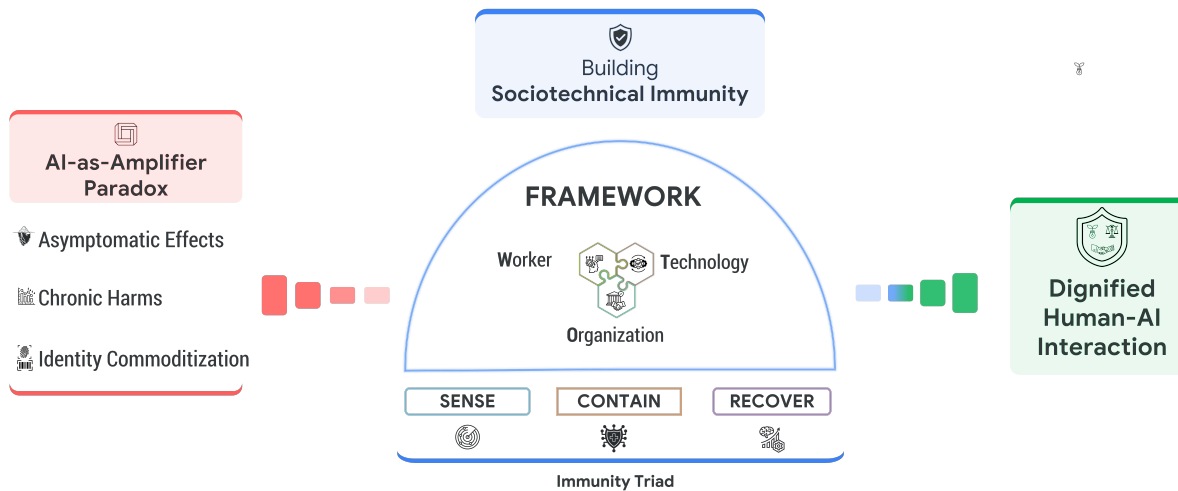 Building
Sociotechnical Immunity
AI-as-Amplifier
Paradox
Asymptomatic Effects
Chronic Harms
Identity Commoditization
FRAMEWORK
Worker
Technology
Organization
SENSE
CONTAIN
RECOVER
Immunity Triad
Dignified
Human-AI
Interaction